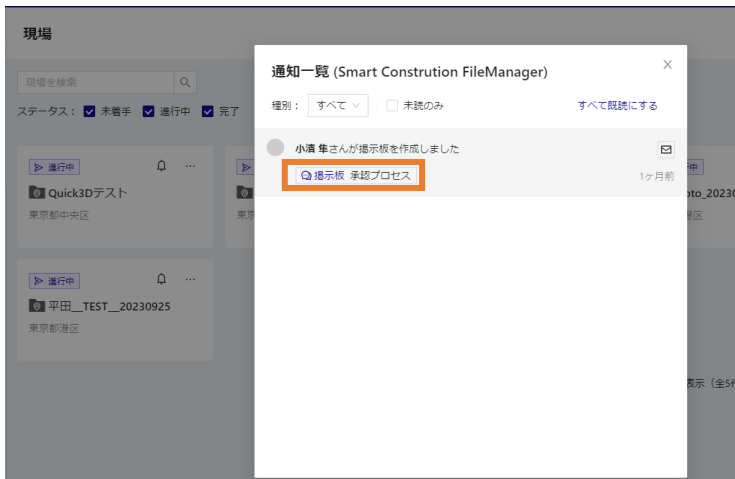 現場
現場を検索
ステータス： 未着手 進行中 完了
進行中
Quick3Dテスト
東京都中央区
進行中
平田__TEST__20230925
東京都港区
通知一覧 (Smart Constrution FileManager)
種別： すべて 未読のみ すべて既読にする
小濱 隼さんが掲示板を作成しました
掲示板 承認プロセス
1ヶ月前
表示（全5件